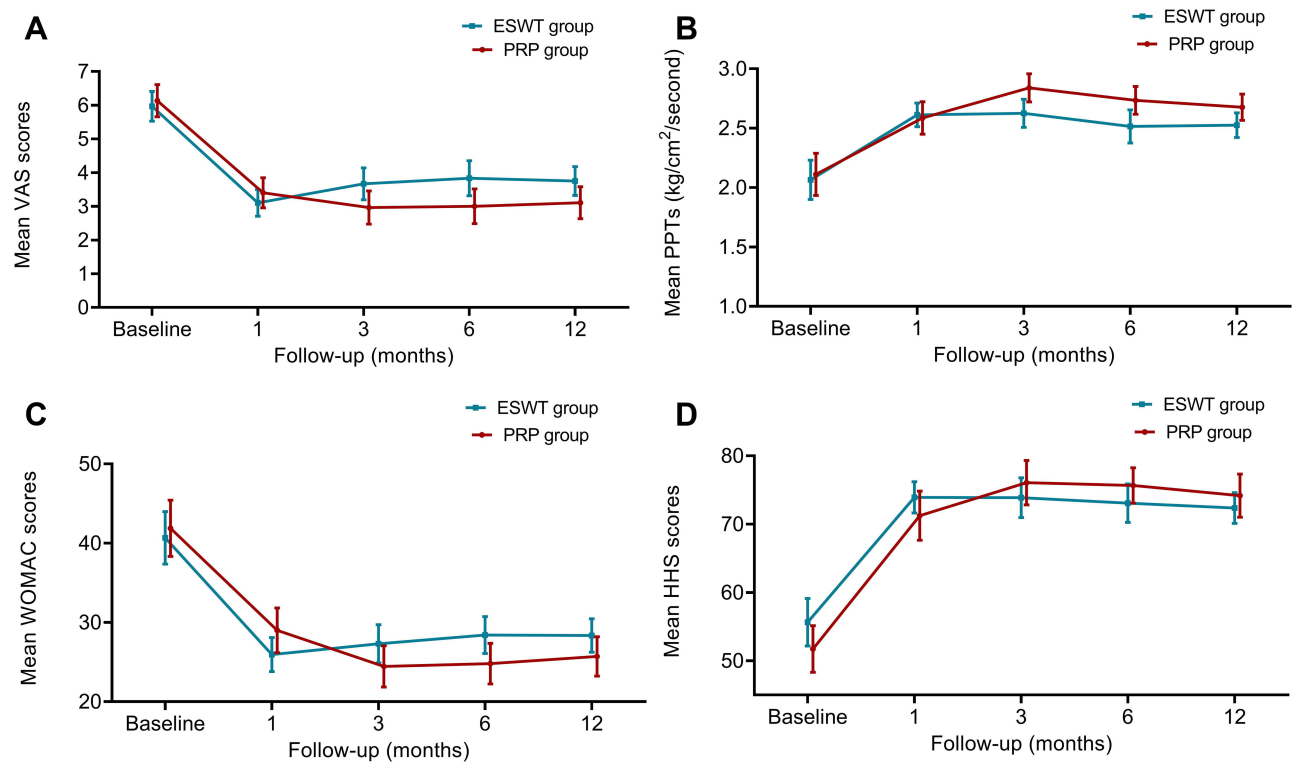 A
ESWT group
PRP group
Mean VAS scores
7
6
5
4
3
2
1
0
Baseline 1 3 6 12
Follow-up (months)
B
ESWT group
PRP group
Mean PPTs (kg/cm²/second)
3.0
2.5
2.0
1.5
1.0
Baseline 1 3 6 12
Follow-up (months)
C
ESWT group
PRP group
Mean WOMAC scores
50
40
30
20
Baseline 1 3 6 12
Follow-up (months)
D
ESWT group
PRP group
Mean HHS scores
80
70
60
50
Baseline 1 3 6 12
Follow-up (months)